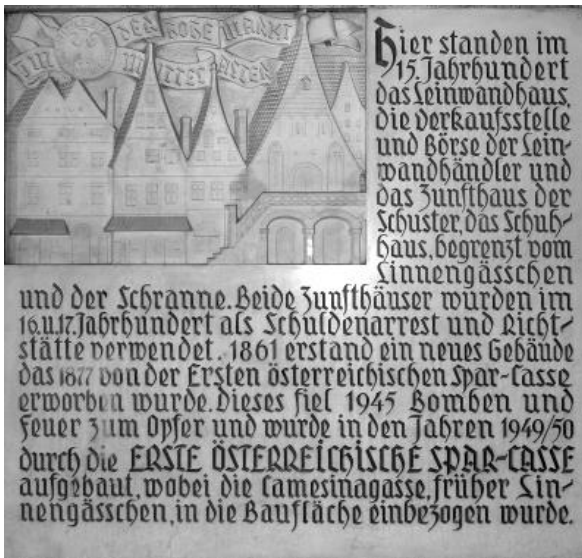 DER HOHE MARKT
IM MITTELALTER
Hier standen im
15. Jahrhundert
das Leinwandhaus,
die Verkaufsstelle
und Börse der Lein-
wandhändler und
das Zunfthaus der
Schuster, das Schuh-
haus, begrenzt vom
Linnengässchen
und der Schranne. Beide Zunfthäuser wurden im
16. u. 17. Jahrhundert als Schuldenarrest und Richt-
stätte verwendet. 1861 erstand ein neues Gebäude
das 1877 von der Ersten österreichischen Spar-Casse
erworben wurde. Dieses fiel 1945 Bomben und
Feuer zum Opfer und wurde in den Jahren 1949/50
durch die ERSTE ÖSTERREICHISCHE SPAR-CASSE
aufgebaut, wobei die Camesinagasse, früher Lin-
nengässchen, in die Baufläche einbezogen wurde.